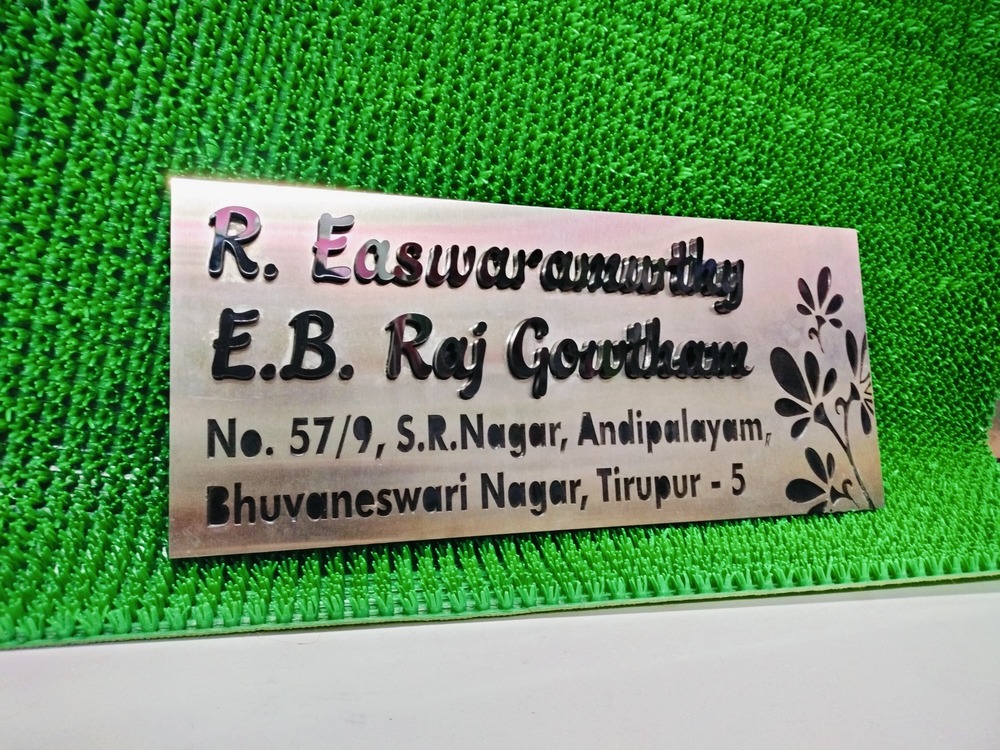 R. Easwaramurthy
E.B. Raj Gowtham
No. 57/9, S.R.Nagar, Andipalayam,
Bhuvaneswari Nagar, Tirupur - 5